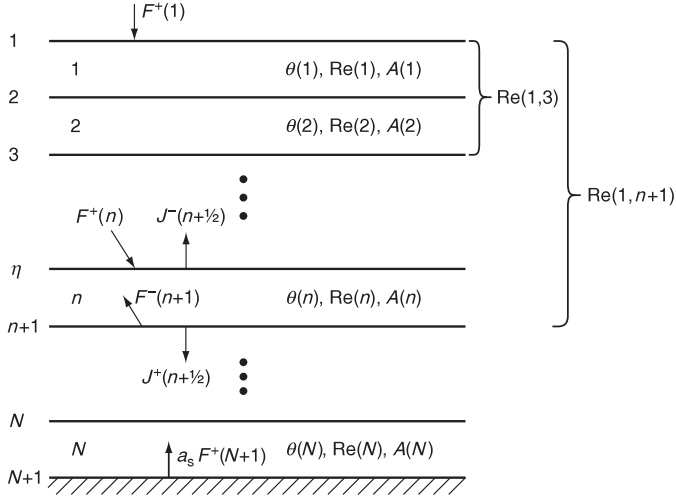 F⁺(1)
1
1 θ(1), Re(1), A(1)
2
Re(1,3)
2 θ(2), Re(2), A(2)
3
Re(1,n+1)
F⁺(n) J⁻(n+½)
η
n F⁻(n+1) θ(n), Re(n), A(n)
n+1
J⁺(n+½)
N
N aₛ F⁺(N+1) θ(N), Re(N), A(N)
N+1